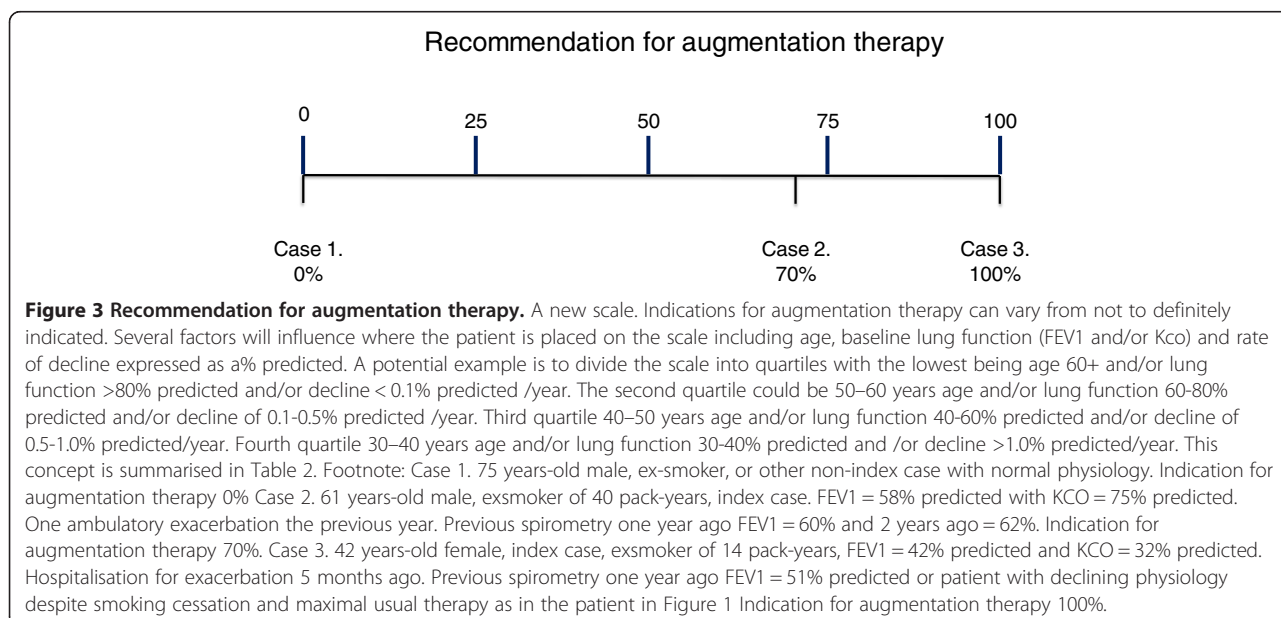 Recommendation for augmentation therapy
0 25 50 75 100
Case 1. Case 2. Case 3.
0% 70% 100%
Figure 3 Recommendation for augmentation therapy. A new scale. Indications for augmentation therapy can vary from not to definitely
indicated. Several factors will influence where the patient is placed on the scale including age, baseline lung function (FEV1 and/or Kco) and rate
of decline expressed as a% predicted. A potential example is to divide the scale into quartiles with the lowest being age 60+ and/or lung
function >80% predicted and/or decline < 0.1% predicted /year. The second quartile could be 50–60 years age and/or lung function 60-80%
predicted and/or decline of 0.1-0.5% predicted /year. Third quartile 40–50 years age and/or lung function 40-60% predicted and/or decline of
0.5-1.0% predicted/year. Fourth quartile 30–40 years age and/or lung function 30-40% predicted and /or decline >1.0% predicted/year. This
concept is summarised in Table 2. Footnote: Case 1. 75 years-old male, ex-smoker, or other non-index case with normal physiology. Indication for
augmentation therapy 0% Case 2. 61 years-old male, exsmoker of 40 pack-years, index case. FEV1 = 58% predicted with KCO = 75% predicted.
One ambulatory exacerbation the previous year. Previous spirometry one year ago FEV1 = 60% and 2 years ago = 62%. Indication for
augmentation therapy 70%. Case 3. 42 years-old female, index case, exsmoker of 14 pack-years, FEV1 = 42% predicted and KCO = 32% predicted.
Hospitalisation for exacerbation 5 months ago. Previous spirometry one year ago FEV1 = 51% predicted or patient with declining physiology
despite smoking cessation and maximal usual therapy as in the patient in Figure 1 Indication for augmentation therapy 100%.